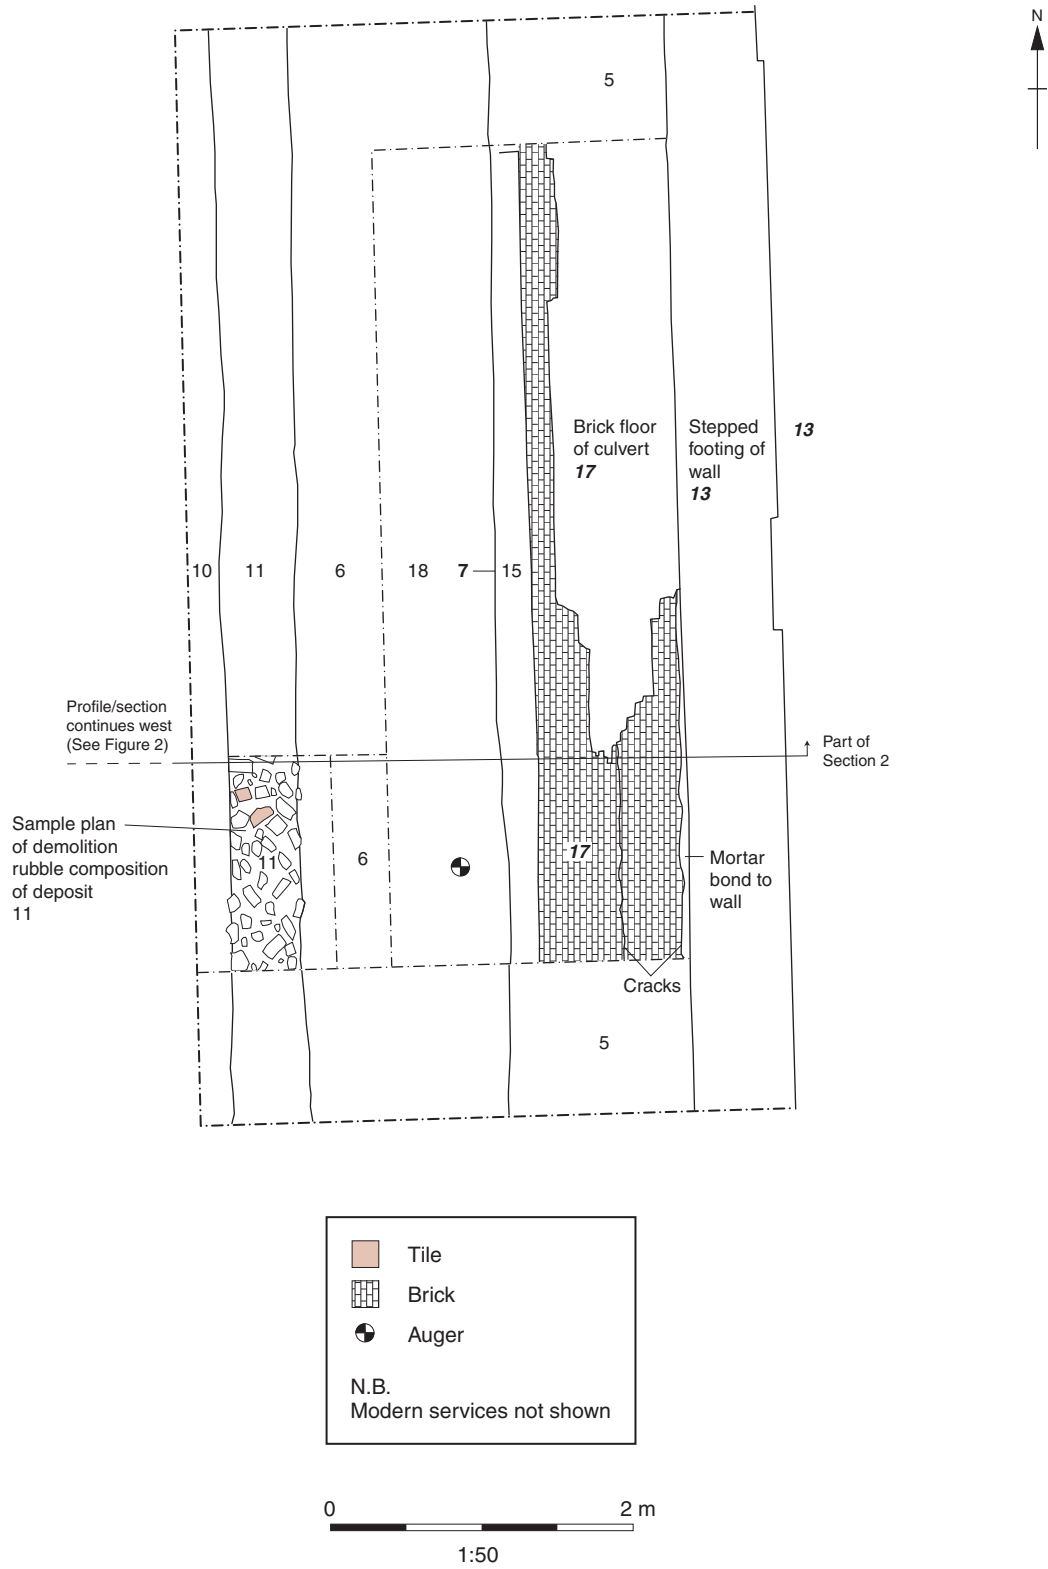 N
5
Brick floor
of culvert
17
Stepped
footing of
wall
13
13
10 11 6 18 7 15
Profile/section
continues west
(See Figure 2)
Part of
Section 2
Sample plan
of demolition
rubble composition
of deposit
11
11
6
17
Mortar
bond to
wall
Cracks
5
Tile
Brick
Auger
N.B.
Modern services not shown
0 2 m
1:50